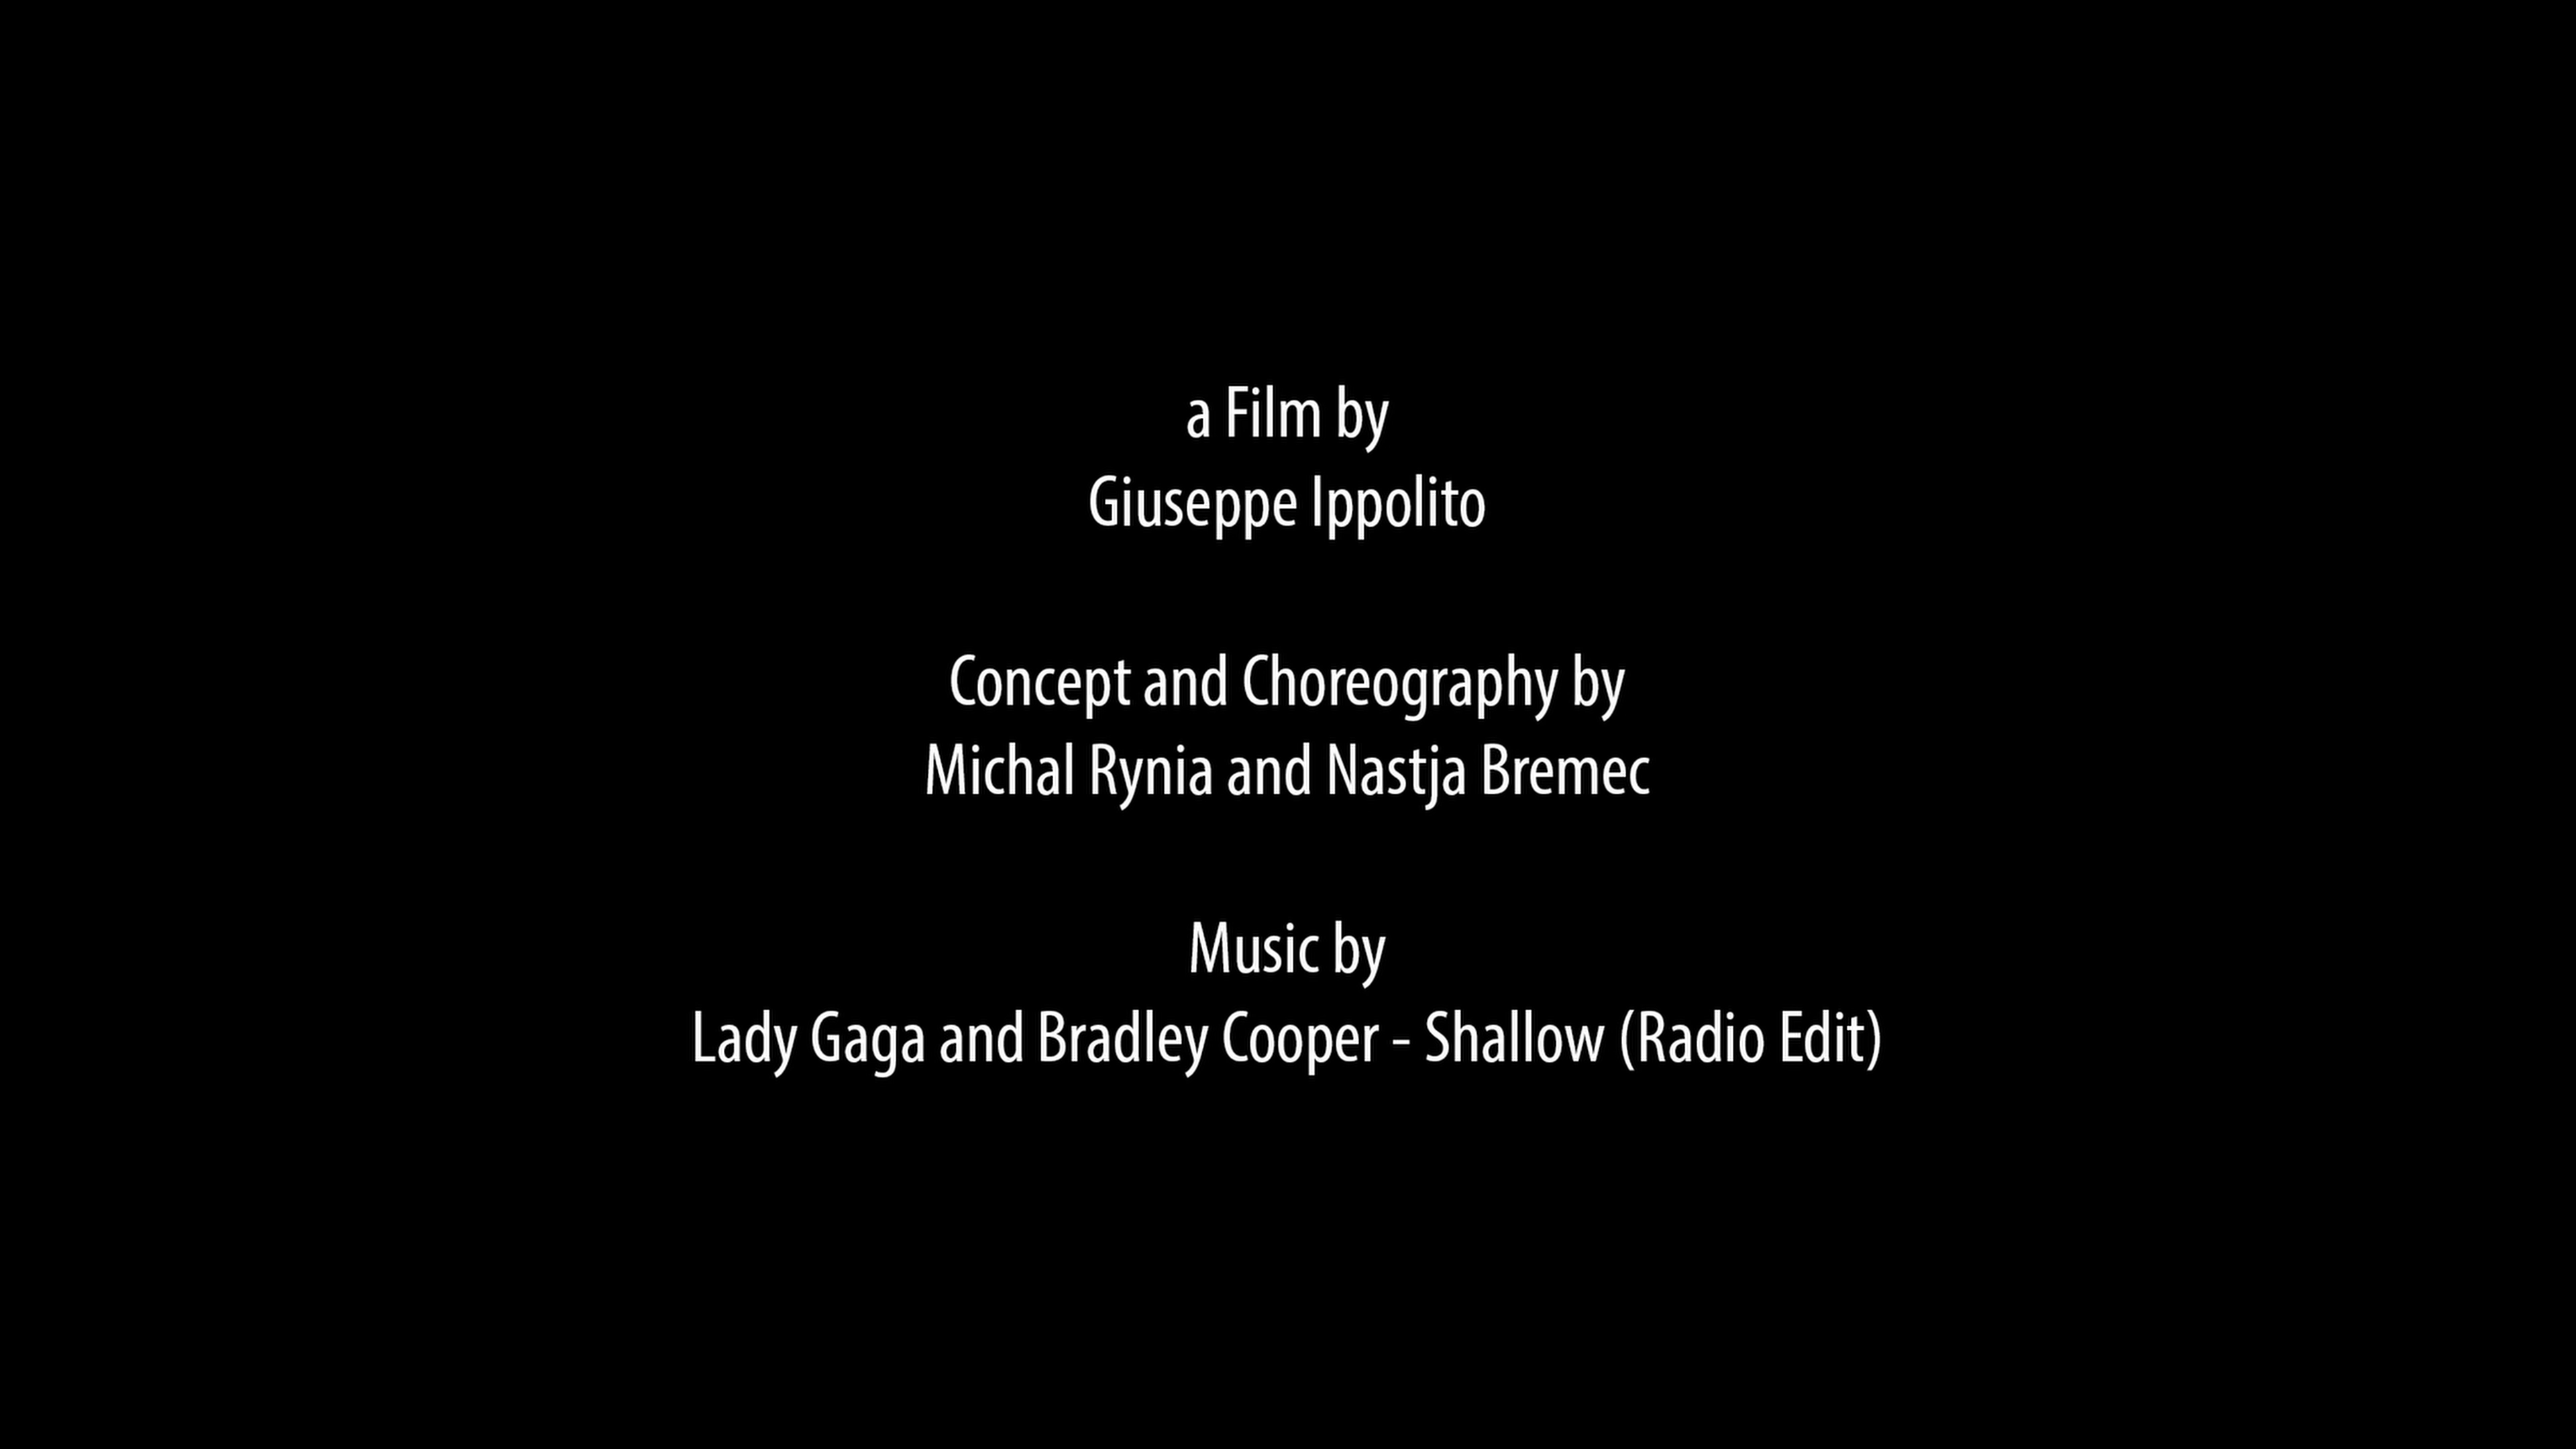 a Film by
Giuseppe Ippolito
Concept and Choreography by
Michal Rynia and Nastja Bremec
Music by
Lady Gaga and Bradley Cooper - Shallow (Radio Edit)